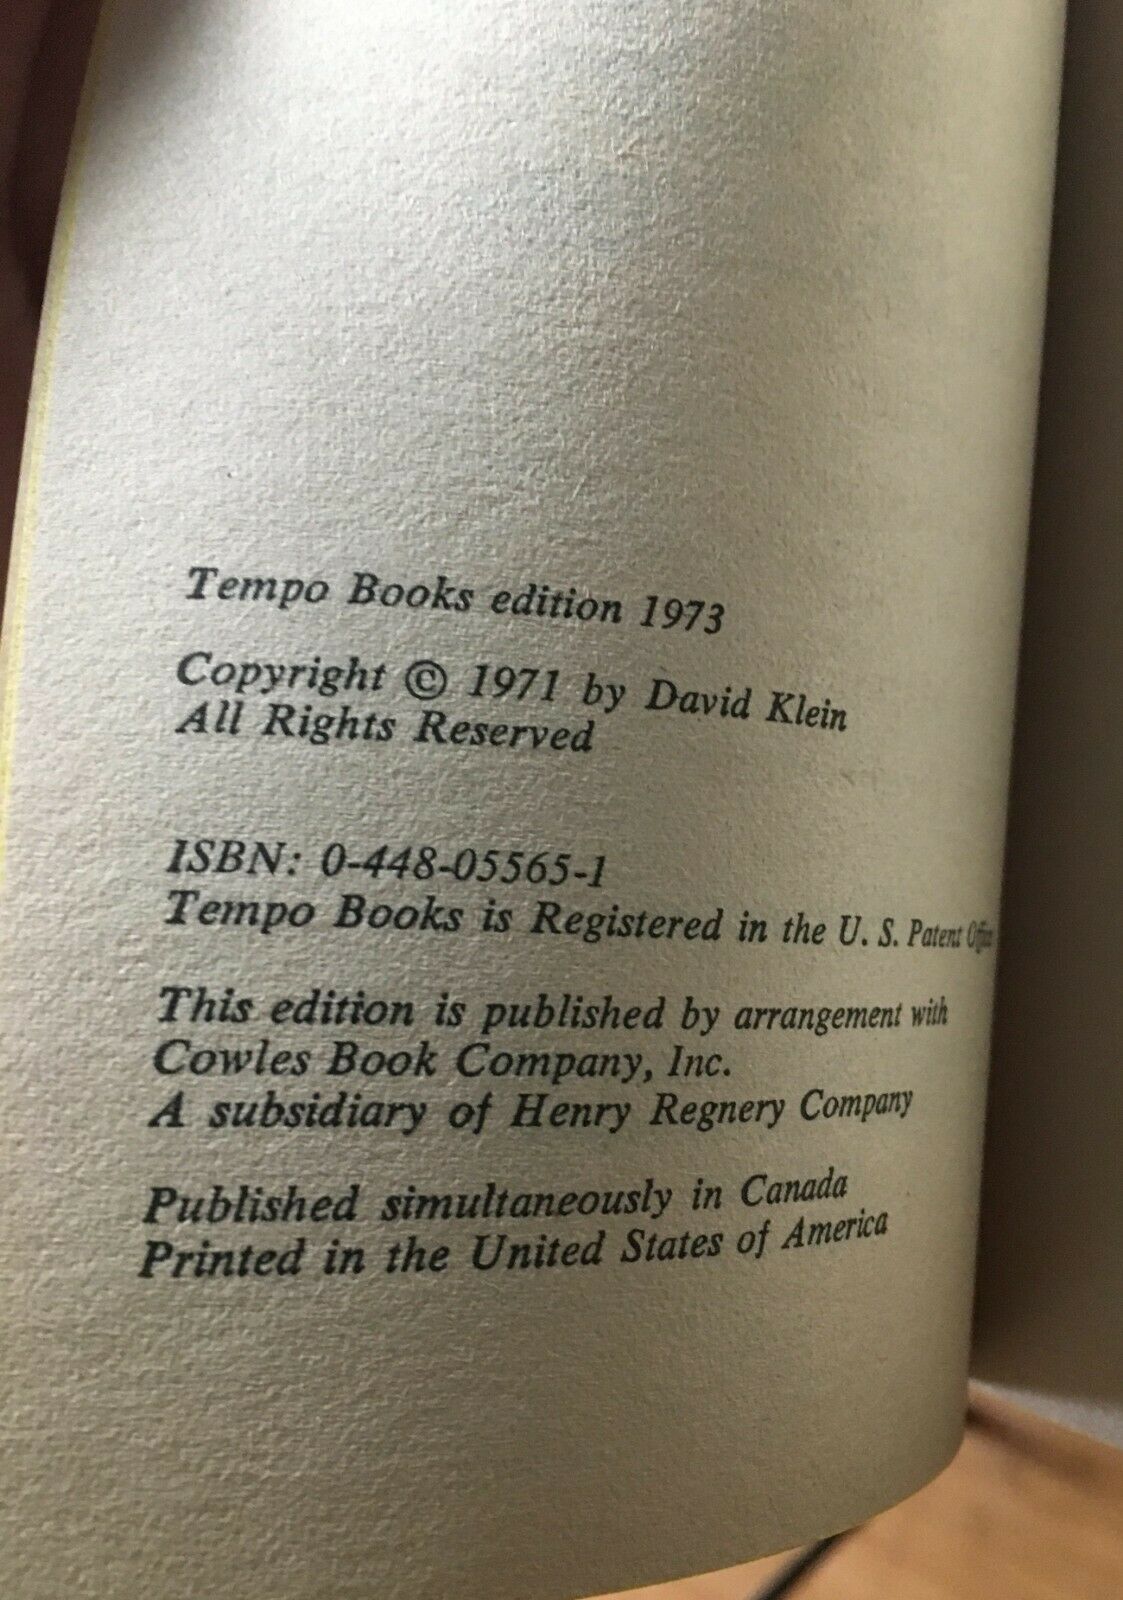 Tempo Books edition 1973
Copyright © 1971 by David Klein
All Rights Reserved
ISBN: 0-448-05565-1
Tempo Books is Registered in the U. S. Patent Office
This edition is published by arrangement with
Cowles Book Company, Inc.
A subsidiary of Henry Regnery Company
Published simultaneously in Canada
Printed in the United States of America